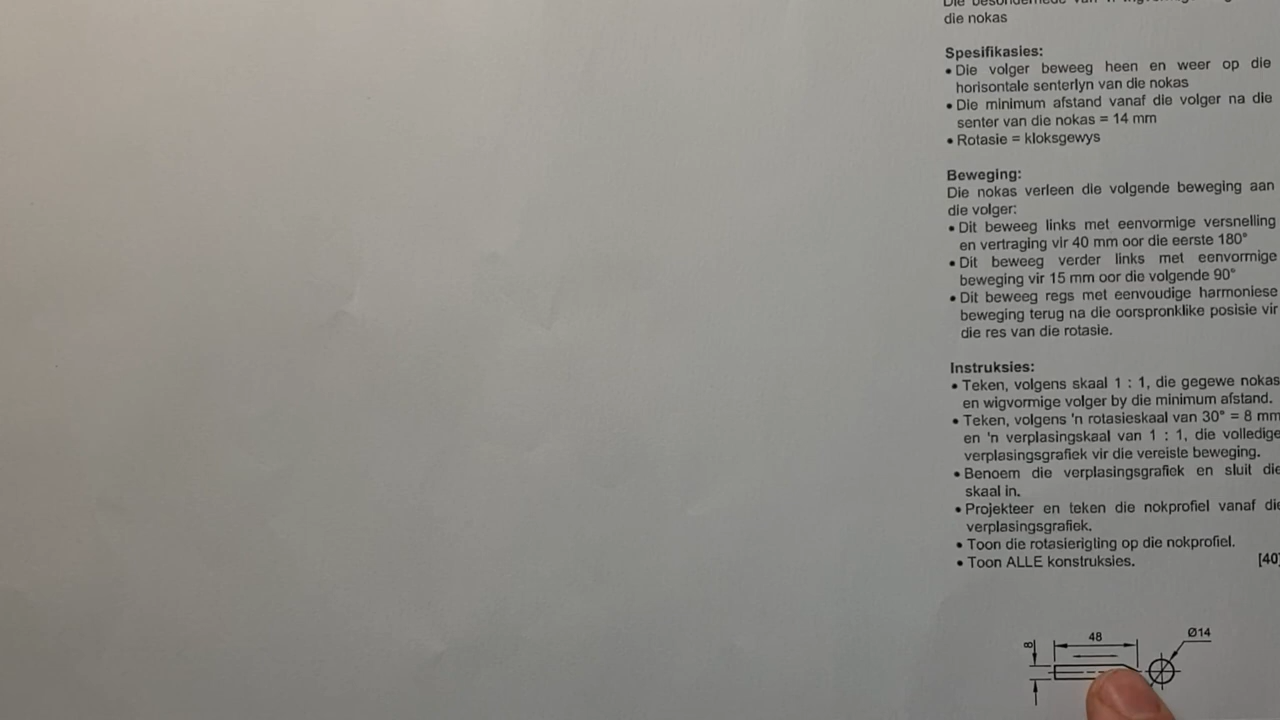 die nokas
Spesifikasies:
• Die volger beweeg heen en weer op die
horisontale senterlyn van die nokas
• Die minimum afstand vanaf die volger na die
senter van die nokas = 14 mm
• Rotasie = kloksgewys
Beweging:
Die nokas verleen die volgende beweging aan
die volger:
• Dit beweeg links met eenvormige versnelling
en vertraging vir 40 mm oor die eerste 180°
• Dit beweeg verder links met eenvormige
beweging vir 15 mm oor die volgende 90°
• Dit beweeg regs met eenvoudige harmoniese
beweging terug na die oorspronklike posisie vir
die res van die rotasie.
Instruksies:
• Teken, volgens skaal 1 : 1, die gegewe nokas
en wigvormige volger by die minimum afstand.
• Teken, volgens 'n rotasieskaal van 30° = 8 mm
en 'n verplasingskaal van 1 : 1, die volledige
verplasingsgrafiek vir die vereiste beweging.
• Benoem die verplasingsgrafiek en sluit die
skaal in.
• Projekteer en teken die nokprofiel vanaf die
verplasingsgrafiek.
• Toon die rotasierigting op die nokprofiel.
• Toon ALLE konstruksies. [40]
8
48
Ø14